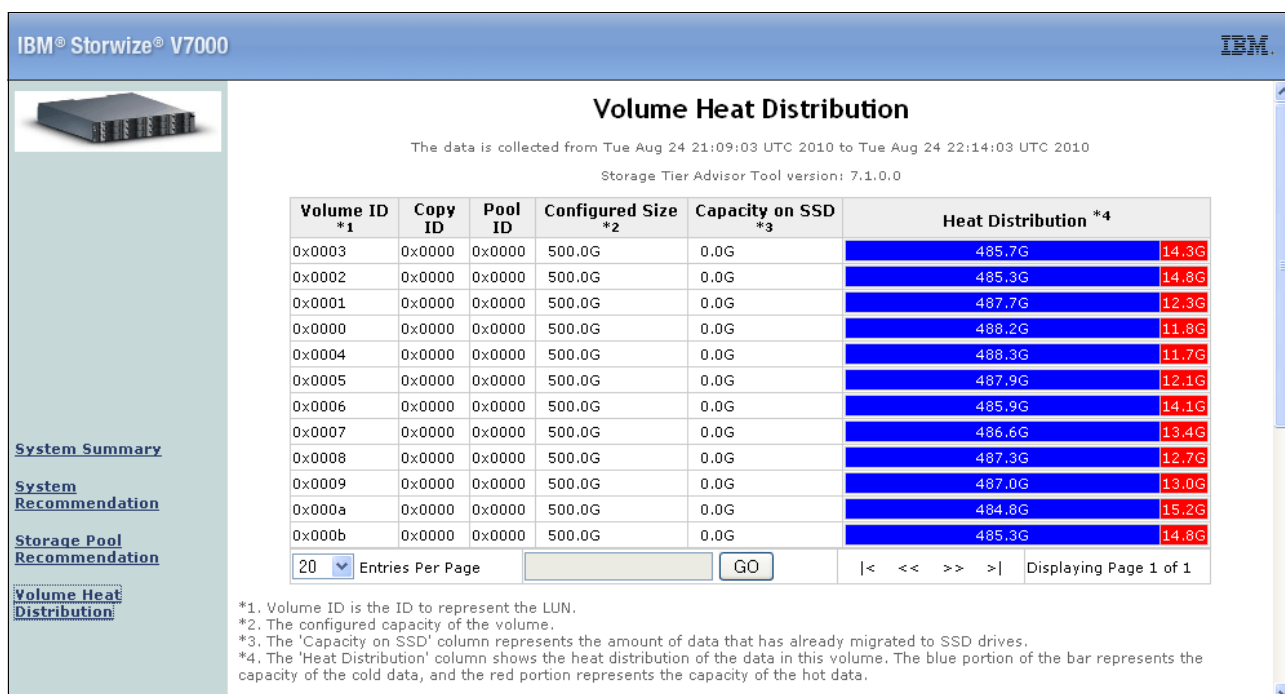 IBM® Storwize® V7000
IBM.
Volume Heat Distribution
The data is collected from Tue Aug 24 21:09:03 UTC 2010 to Tue Aug 24 22:14:03 UTC 2010
Storage Tier Advisor Tool version: 7.1.0.0
Volume ID *1 Copy ID Pool ID Configured Size *2 Capacity on SSD *3 Heat Distribution *4
0x0003 0x0000 0x0000 500.0G 0.0G 485.7G 14.3G
0x0002 0x0000 0x0000 500.0G 0.0G 485.3G 14.8G
0x0001 0x0000 0x0000 500.0G 0.0G 487.7G 12.3G
0x0000 0x0000 0x0000 500.0G 0.0G 488.2G 11.8G
0x0004 0x0000 0x0000 500.0G 0.0G 488.3G 11.7G
0x0005 0x0000 0x0000 500.0G 0.0G 487.9G 12.1G
0x0006 0x0000 0x0000 500.0G 0.0G 485.9G 14.1G
0x0007 0x0000 0x0000 500.0G 0.0G 486.6G 13.4G
0x0008 0x0000 0x0000 500.0G 0.0G 487.3G 12.7G
0x0009 0x0000 0x0000 500.0G 0.0G 487.0G 13.0G
0x000a 0x0000 0x0000 500.0G 0.0G 484.8G 15.2G
0x000b 0x0000 0x0000 500.0G 0.0G 485.3G 14.8G
20 Entries Per Page GO |< << >> >| Displaying Page 1 of 1
System Summary
System
Recommendation
Storage Pool
Recommendation
Volume Heat
Distribution
*1. Volume ID is the ID to represent the LUN.
*2. The configured capacity of the volume.
*3. The 'Capacity on SSD' column represents the amount of data that has already migrated to SSD drives.
*4. The 'Heat Distribution' column shows the heat distribution of the data in this volume. The blue portion of the bar represents the
capacity of the cold data, and the red portion represents the capacity of the hot data.